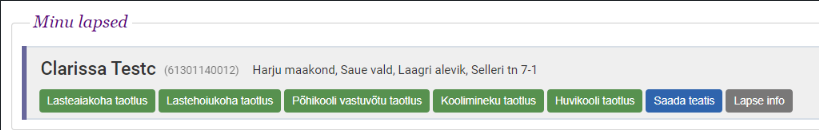 Minu lapsed
Clarissa Testc (61301140012) Harju maakond, Saue vald, Laagri alevik, Selleri tn 7-1
Lasteaiakoha taotlus Lastehoiukoha taotlus Põhikooli vastuvõtu taotlus Koolimineku taotlus Huvikooli taotlus Saada teatis Lapse info